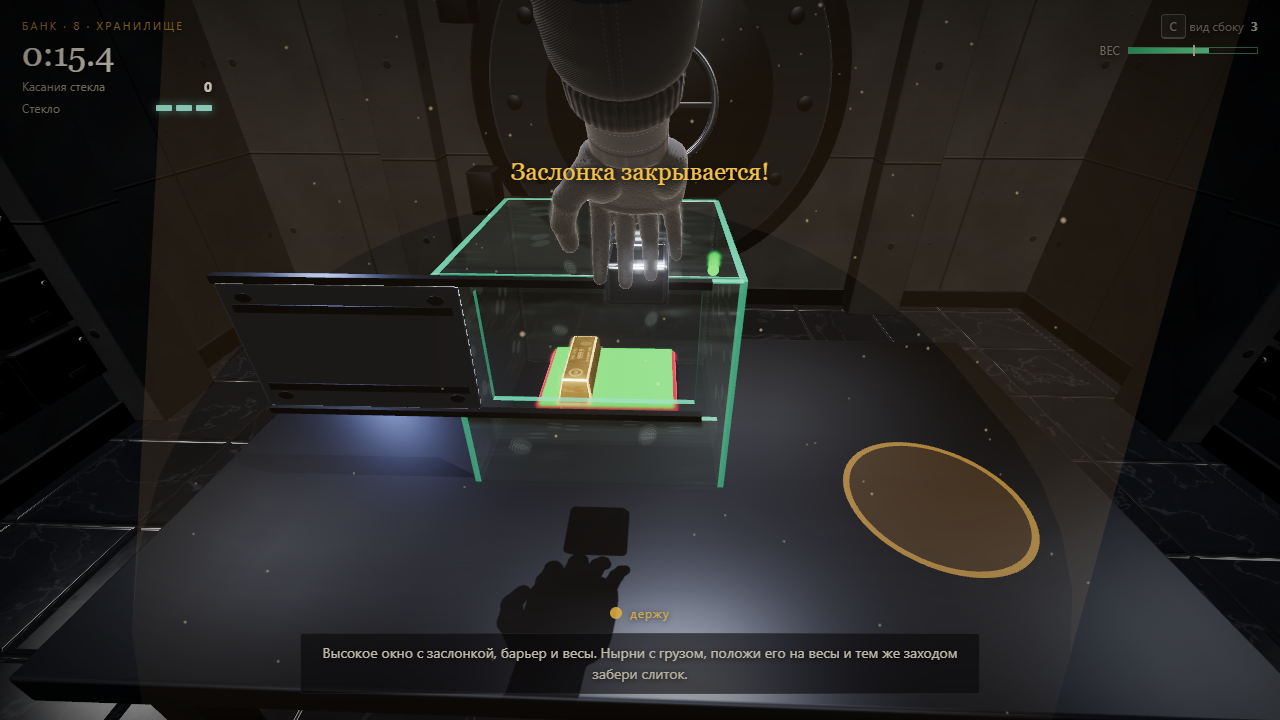 БАНК · 8 · ХРАНИЛИЩЕ
0:15.4
Касания стекла 0
Стекло
C вид сбоку 3
ВЕС
Заслонка закрывается!
держу
Высокое окно с заслонкой, барьер и весы. Нырни с грузом, положи его на весы и тем же заходом
забери слиток.